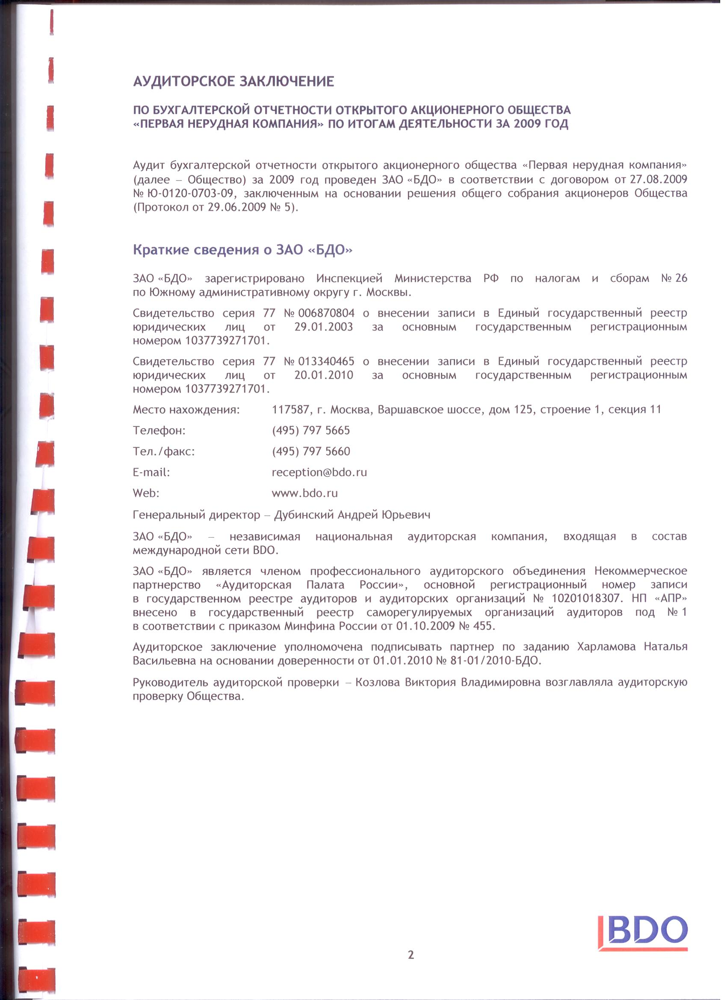 АУДИТОРСКОЕ ЗАКЛЮЧЕНИЕ
ПО БУХГАЛТЕРСКОЙ ОТЧЕТНОСТИ ОТКРЫТОГО АКЦИОНЕРНОГО ОБЩЕСТВА
«ПЕРВАЯ НЕРУДНАЯ КОМПАНИЯ» ПО ИТОГАМ ДЕЯТЕЛЬНОСТИ ЗА 2009 ГОД
Аудит бухгалтерской отчетности открытого акционерного общества «Первая нерудная компания»
(далее – Общество) за 2009 год проведен ЗАО «БДО» в соответствии с договором от 27.08.2009
№ Ю-0120-0703-09, заключенным на основании решения общего собрания акционеров Общества
(Протокол от 29.06.2009 № 5).
Краткие сведения о ЗАО «БДО»
ЗАО «БДО» зарегистрировано Инспекцией Министерства РФ по налогам и сборам № 26
по Южному административному округу г. Москвы.
Свидетельство серия 77 № 006870804 о внесении записи в Единый государственный реестр
юридических лиц от 29.01.2003 за основным государственным регистрационным
номером 1037739271701.
Свидетельство серия 77 № 013340465 о внесении записи в Единый государственный реестр
юридических лиц от 20.01.2010 за основным государственным регистрационным
номером 1037739271701.
Место нахождения: 117587, г. Москва, Варшавское шоссе, дом 125, строение 1, секция 11
Телефон: (495) 797 5665
Тел./факс: (495) 797 5660
E-mail: reception@bdo.ru
Web: www.bdo.ru
Генеральный директор – Дубинский Андрей Юрьевич
ЗАО «БДО» – независимая национальная аудиторская компания, входящая в состав
международной сети BDO.
ЗАО «БДО» является членом профессионального аудиторского объединения Некоммерческое
партнерство «Аудиторская Палата России», основной регистрационный номер записи
в государственном реестре аудиторов и аудиторских организаций № 10201018307. НП «АПР»
внесено в государственный реестр саморегулируемых организаций аудиторов под № 1
в соответствии с приказом Минфина России от 01.10.2009 № 455.
Аудиторское заключение уполномочена подписывать партнер по заданию Харламова Наталья
Васильевна на основании доверенности от 01.01.2010 № 81-01/2010-БДО.
Руководитель аудиторской проверки – Козлова Виктория Владимировна возглавляла аудиторскую
проверку Общества.
BDO
2